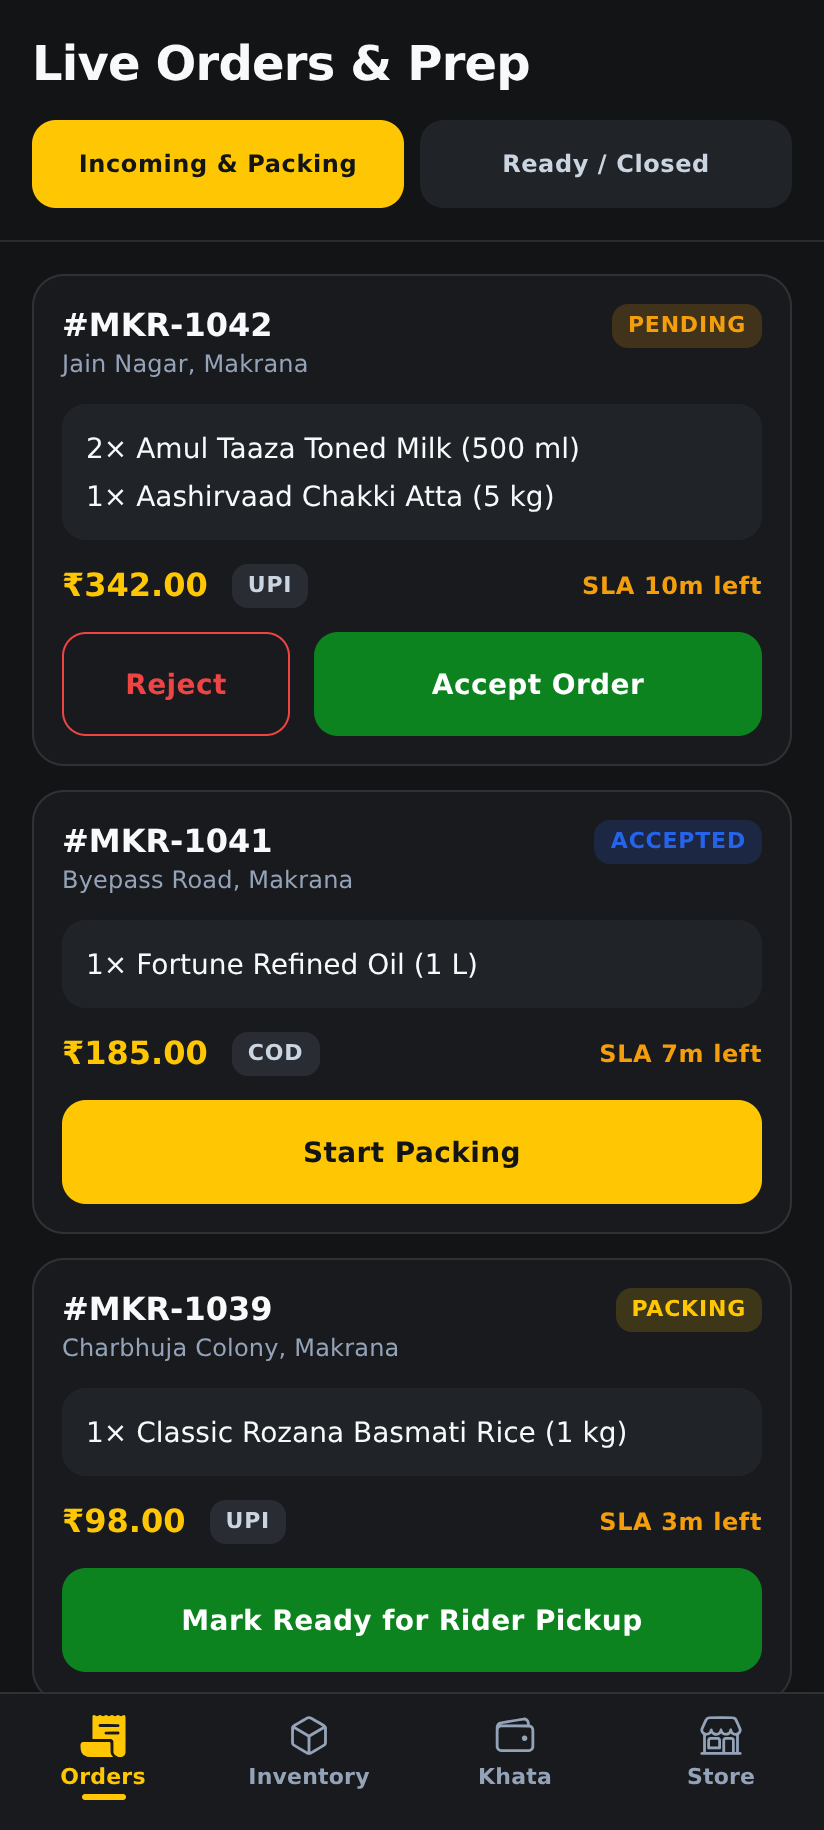 Live Orders & Prep
Incoming & Packing
Ready / Closed
#MKR-1042
PENDING
Jain Nagar, Makrana
2× Amul Taaza Toned Milk (500 ml)
1× Aashirvaad Chakki Atta (5 kg)
₹342.00
UPI
SLA 10m left
Reject
Accept Order
#MKR-1041
ACCEPTED
Byepass Road, Makrana
1× Fortune Refined Oil (1 L)
₹185.00
COD
SLA 7m left
Start Packing
#MKR-1039
PACKING
Charbhuja Colony, Makrana
1× Classic Rozana Basmati Rice (1 kg)
₹98.00
UPI
SLA 3m left
Mark Ready for Rider Pickup
Orders
Inventory
Khata
Store